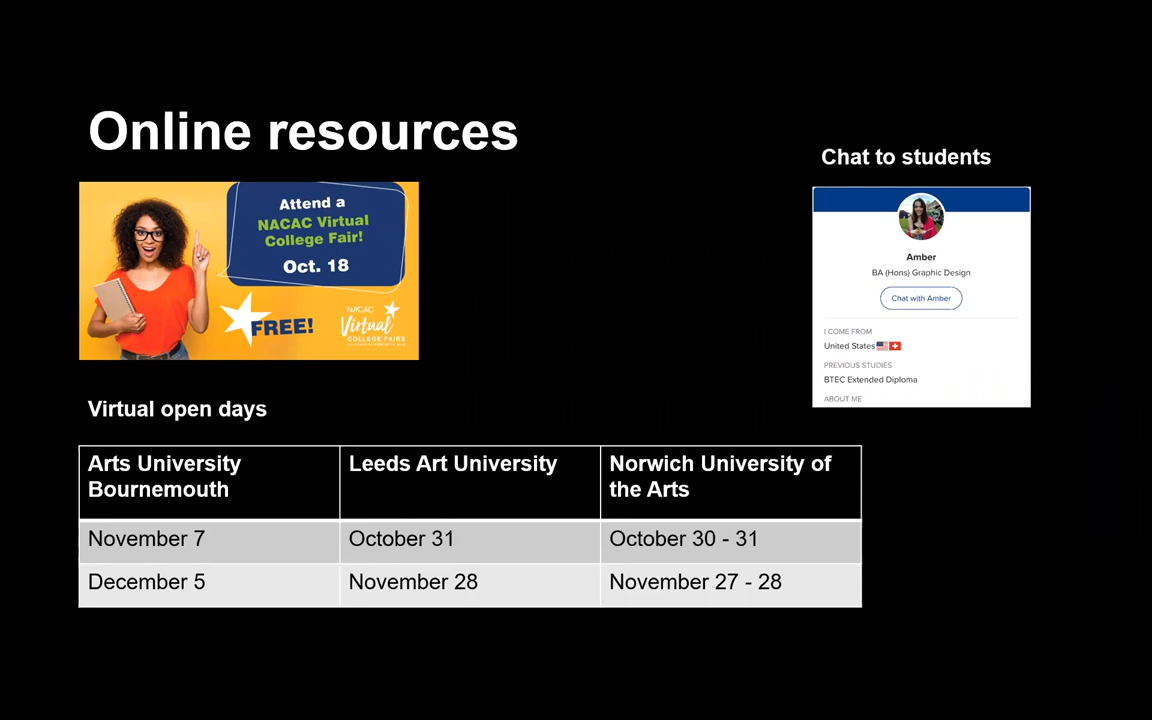 Online resources
Attend a
NACAC Virtual
College Fair!
Oct. 18
FREE!
NACAC
Virtual
COLLEGE FAIRS
Chat to students
Amber
BA (Hons) Graphic Design
Chat with Amber
I COME FROM
United States
PREVIOUS STUDIES
BTEC Extended Diploma
ABOUT ME
Virtual open days
Arts University
Bournemouth
Leeds Art University
Norwich University of
the Arts
November 7
October 31
October 30 - 31
December 5
November 28
November 27 - 28